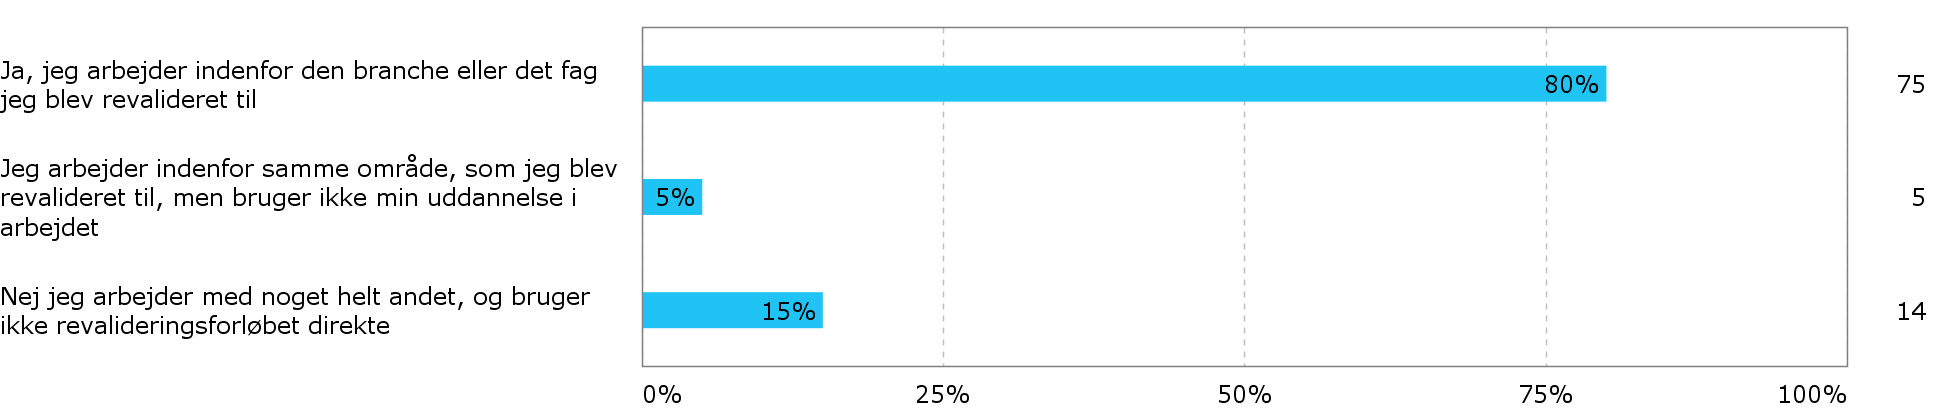 Ja, jeg arbejder indenfor den branche eller det fag
jeg blev revalideret til
80%
75
Jeg arbejder indenfor samme område, som jeg blev
revalideret til, men bruger ikke min uddannelse i
arbejdet
5%
5
Nej jeg arbejder med noget helt andet, og bruger
ikke revalideringsforløbet direkte
15%
14
0% 25% 50% 75% 100%